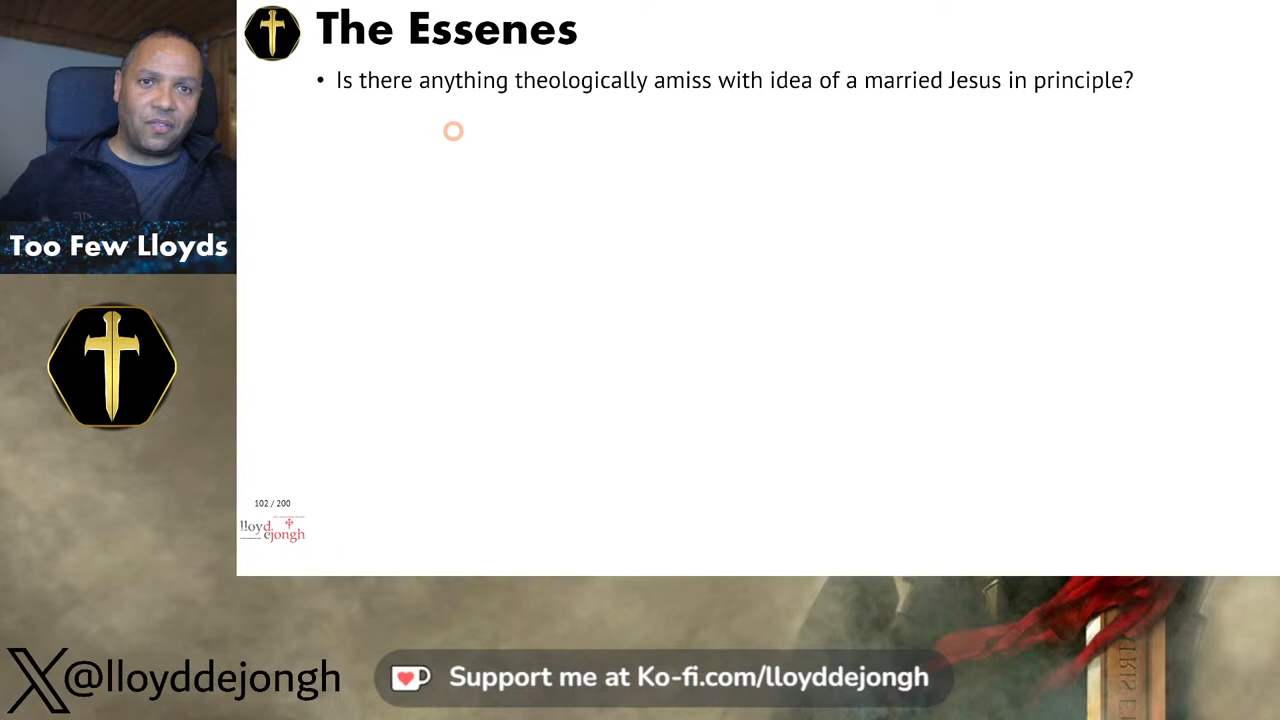 The Essenes
• Is there anything theologically amiss with idea of a married Jesus in principle?
Too Few Lloyds
102 / 200
lloyd
ejongh
X@lloyddejongh
Support me at Ko-fi.com/lloyddejongh